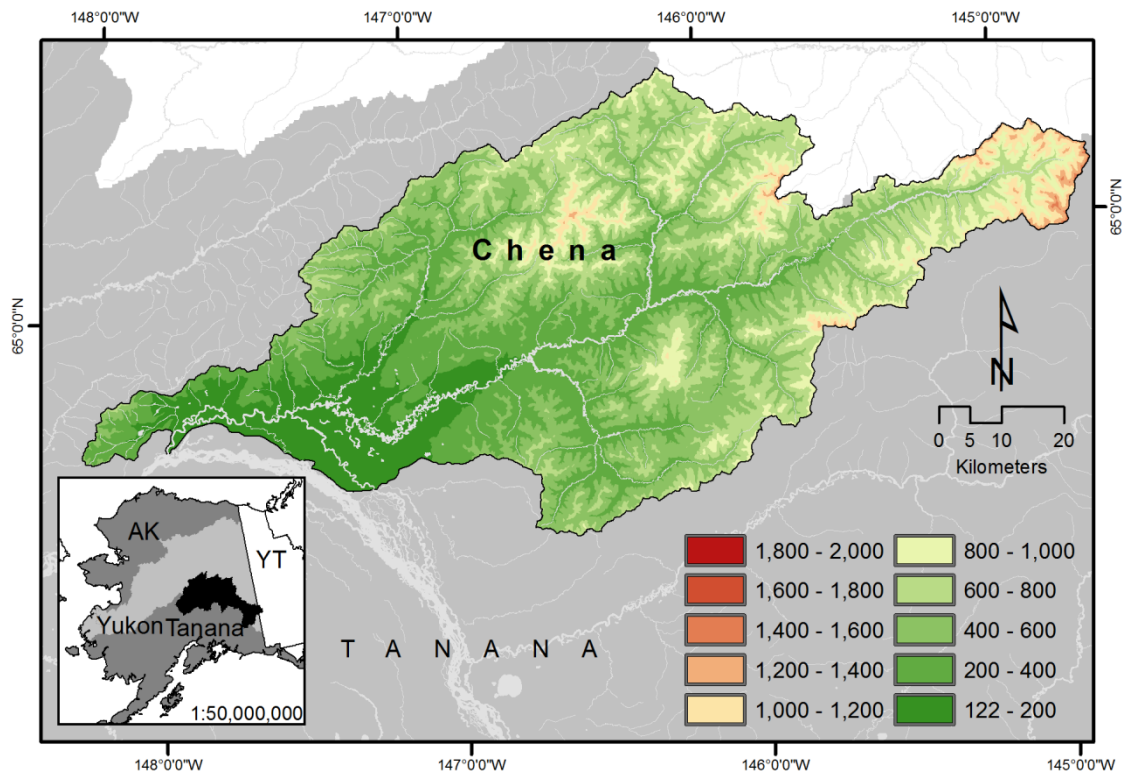 148°0'0"W 147°0'0"W 146°0'0"W 145°0'0"W
65°0'0"N
65°0'0"N
Chena
N
0 5 10 20
Kilometers
AK
YT
Yukon Tanana
1:50,000,000
TANANA
1,800 - 2,000
1,600 - 1,800
1,400 - 1,600
1,200 - 1,400
1,000 - 1,200
800 - 1,000
600 - 800
400 - 600
200 - 400
122 - 200
148°0'0"W 147°0'0"W 146°0'0"W 145°0'0"W